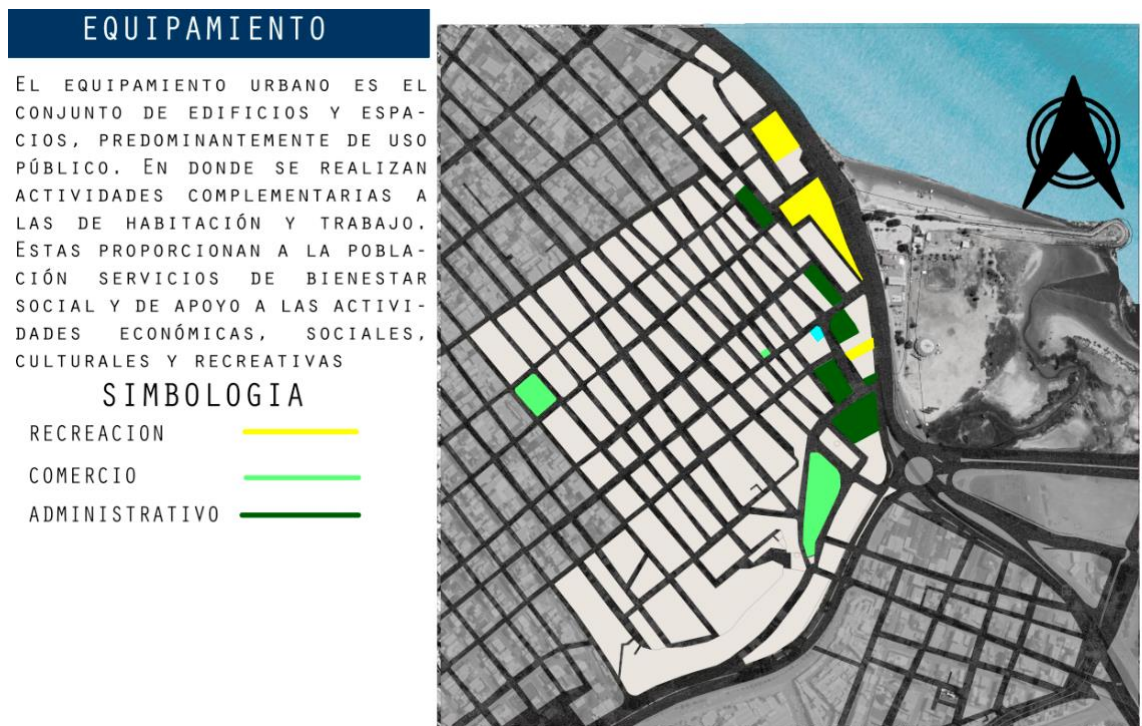 EQUIPAMIENTO
EL EQUIPAMIENTO URBANO ES EL
CONJUNTO DE EDIFICIOS Y ESPA-
CIOS, PREDOMINANTEMENTE DE USO
PÚBLICO. EN DONDE SE REALIZAN
ACTIVIDADES COMPLEMENTARIAS A
LAS DE HABITACIÓN Y TRABAJO.
ESTAS PROPORCIONAN A LA POBLA-
CIÓN SERVICIOS DE BIENESTAR
SOCIAL Y DE APOYO A LAS ACTIVI-
DADES ECONÓMICAS, SOCIALES,
CULTURALES Y RECREATIVAS
SIMBOLOGIA
RECREACION
COMERCIO
ADMINISTRATIVO